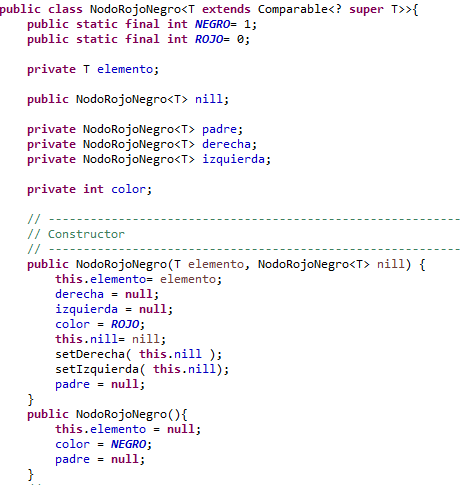 public class NodoRojoNegro<T extends Comparable<? super T>>{
    public static final int NEGRO= 1;
    public static final int ROJO= 0;

    private T elemento;

    public NodoRojoNegro<T> nill;

    private NodoRojoNegro<T> padre;
    private NodoRojoNegro<T> derecha;
    private NodoRojoNegro<T> izquierda;

    private int color;

    // -----------------------------------------------------------
    // Constructor
    // -----------------------------------------------------------
    public NodoRojoNegro(T elemento, NodoRojoNegro<T> nill) {
        this.elemento= elemento;
        derecha = null;
        izquierda = null;
        color = ROJO;
        this.nill= nill;
        setDerecha( this.nill );
        setIzquierda( this.nill);
        padre = null;
    }
    public NodoRojoNegro(){
        this.elemento = null;
        color = NEGRO;
        padre = null;
    }